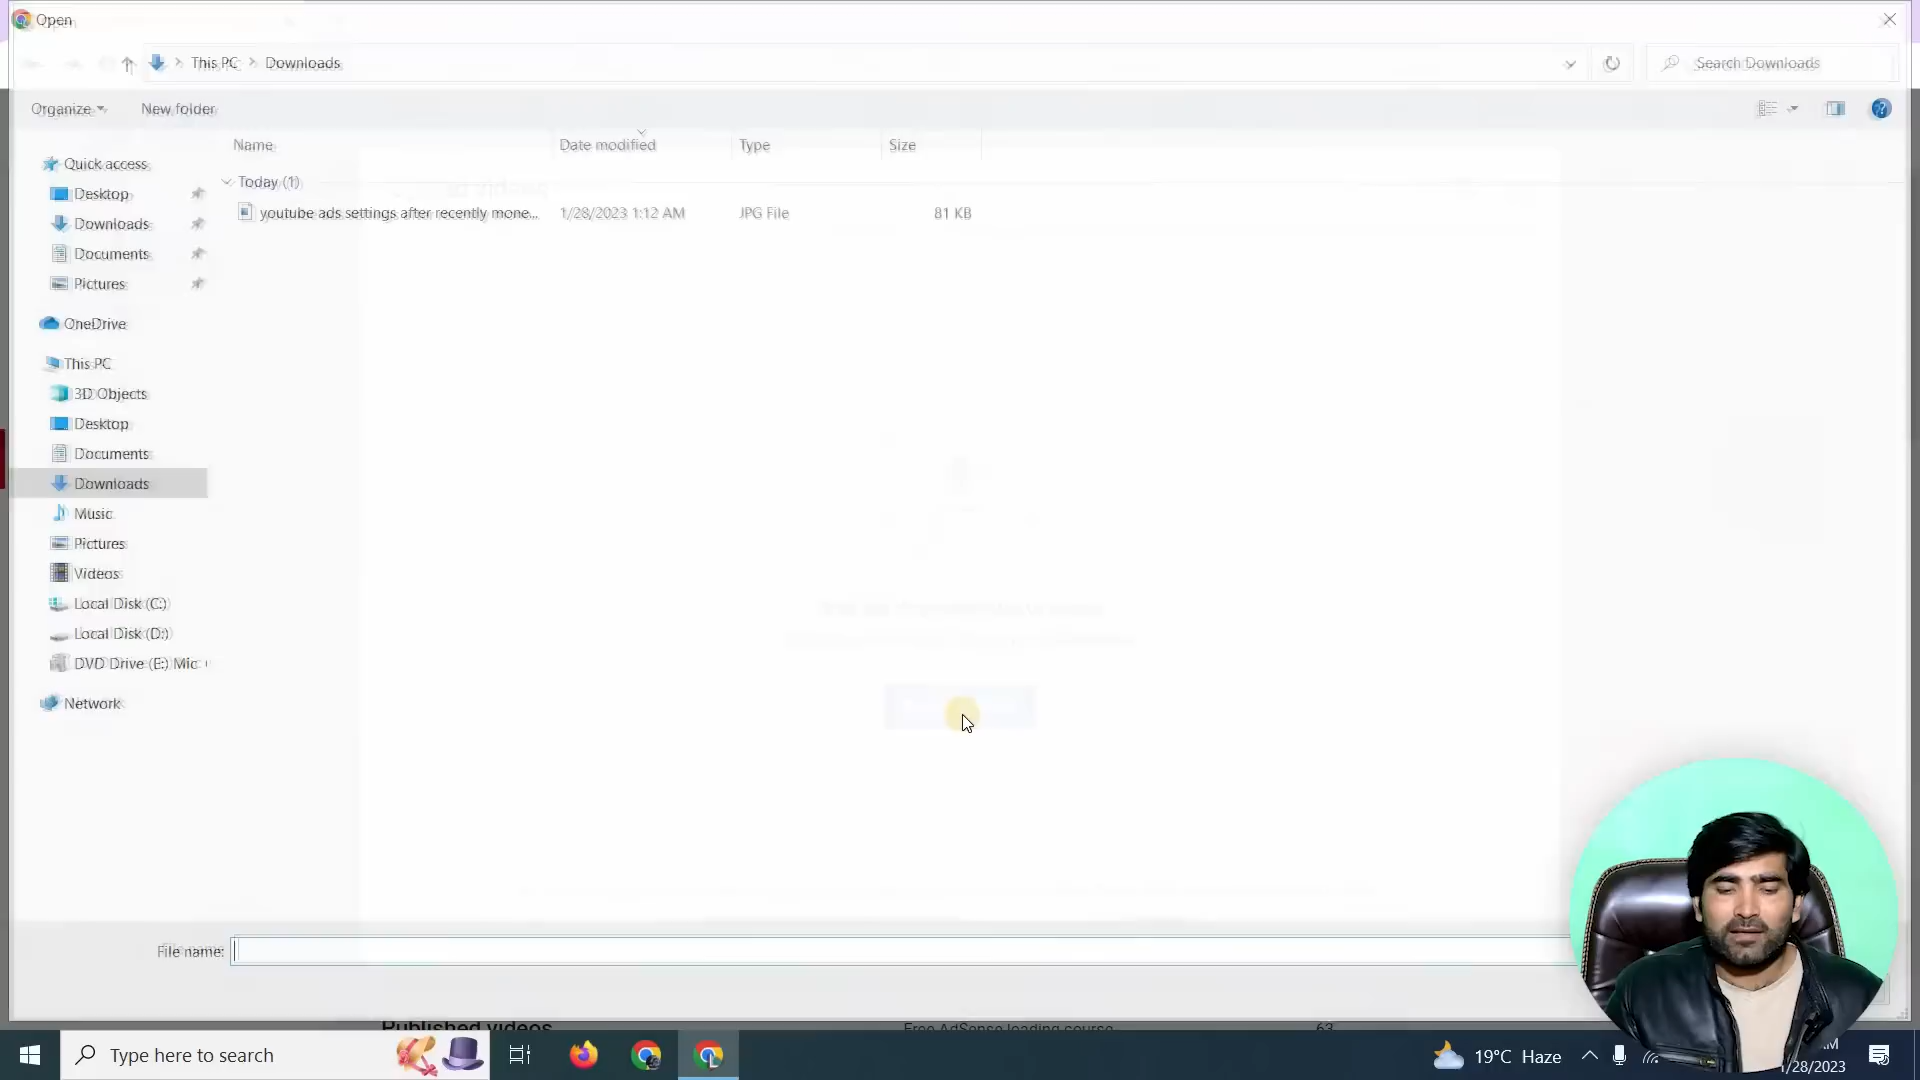 Open
This PC > Downloads
Search Downloads
Organize
New folder
Name
Date modified
Type
Size
Quick access
Desktop
Downloads
Documents
Pictures
OneDrive
This PC
3D Objects
Desktop
Documents
Downloads
Music
Pictures
Videos
Local Disk (C:)
Local Disk (D:)
DVD Drive (E:) Mic
Network
Today (1)
youtube ads settings after recently mone... 1/28/2023 1:12 AM JPG File 81 KB
File name:
Published videos
Free AdSense loading course
63
Type here to search
19°C Haze
AM
1/28/2023